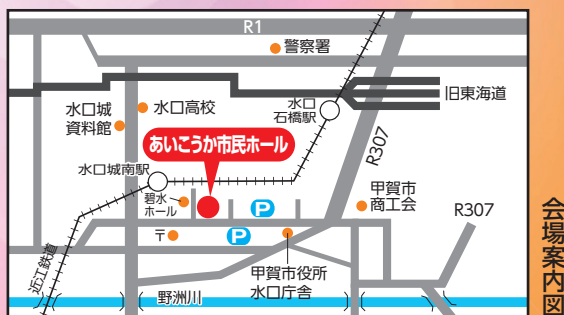 R1
警察署
旧東海道
水口
石橋駅
水口高校
水口城
資料館
あいこうか市民ホール
R307
水口城南駅
碧水
ホール
P
甲賀市
商工会
R307
〒
P
甲賀市役所
水口庁舎
近江鉄道
野洲川
会場案内図